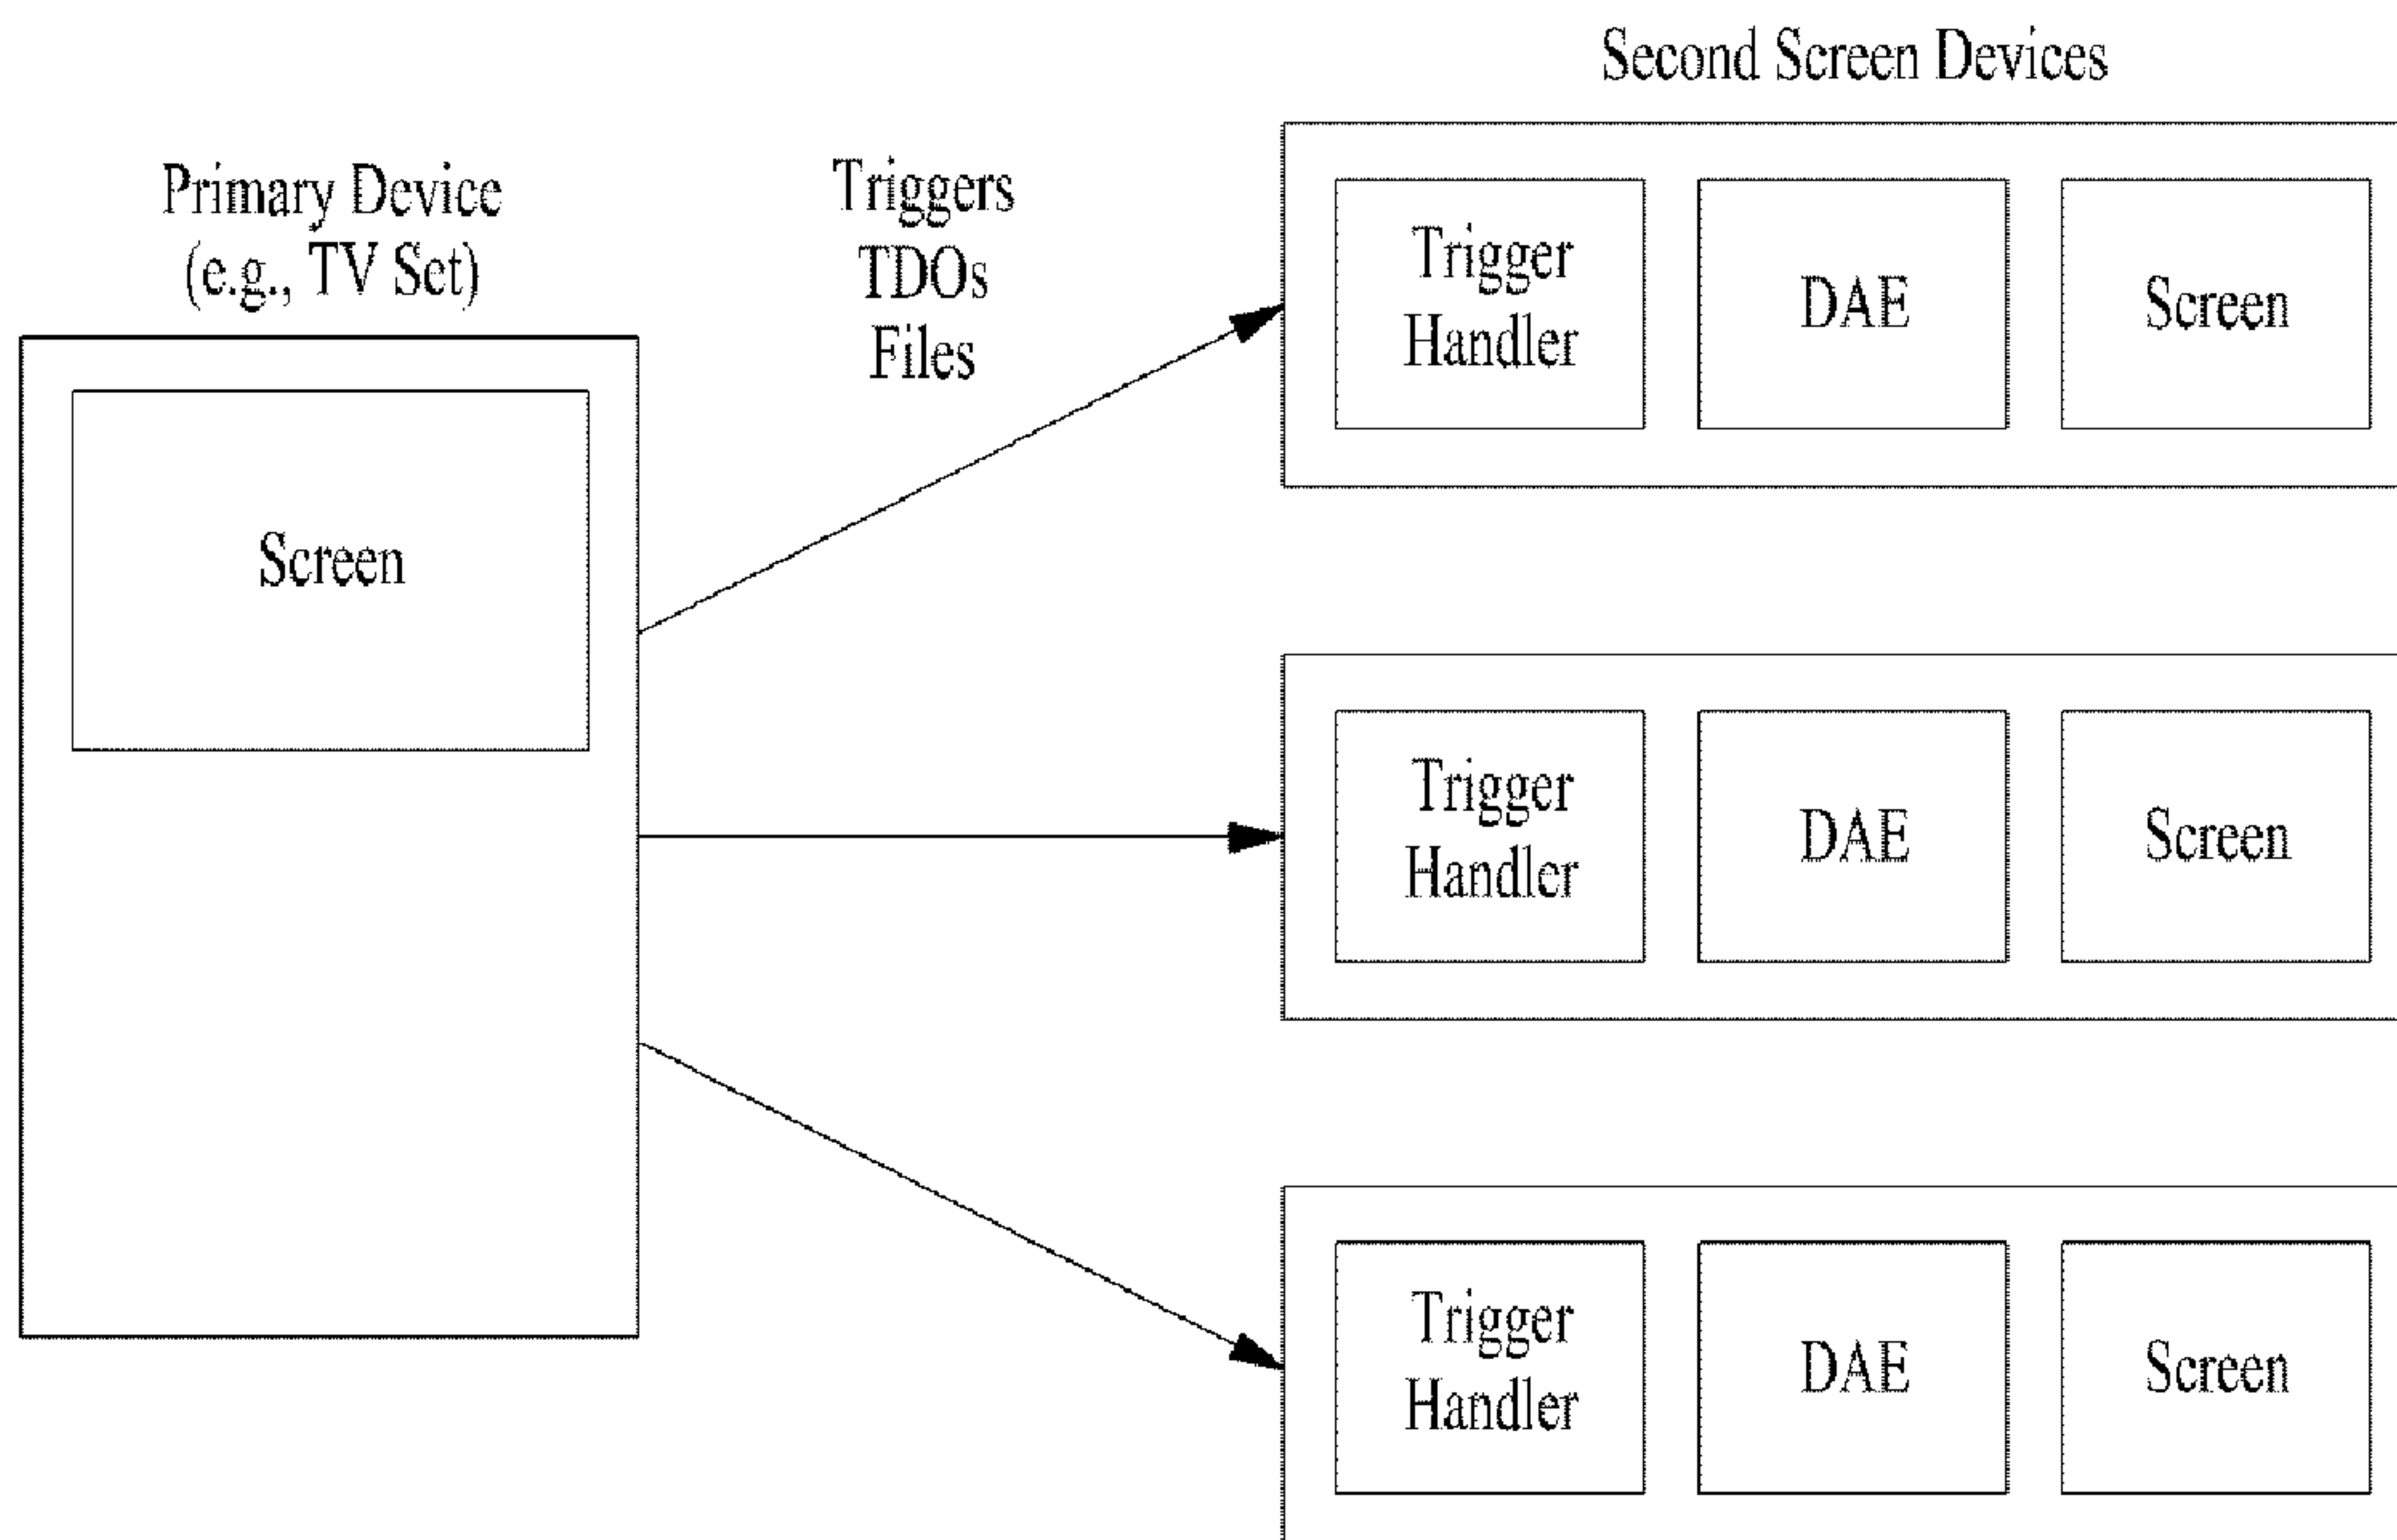 Second Screen Devices
Primary Device
(e.g., TV Set)
Triggers
TDOs
Files
Screen
Trigger
Handler
DAE
Screen
Trigger
Handler
DAE
Screen
Trigger
Handler
DAE
Screen